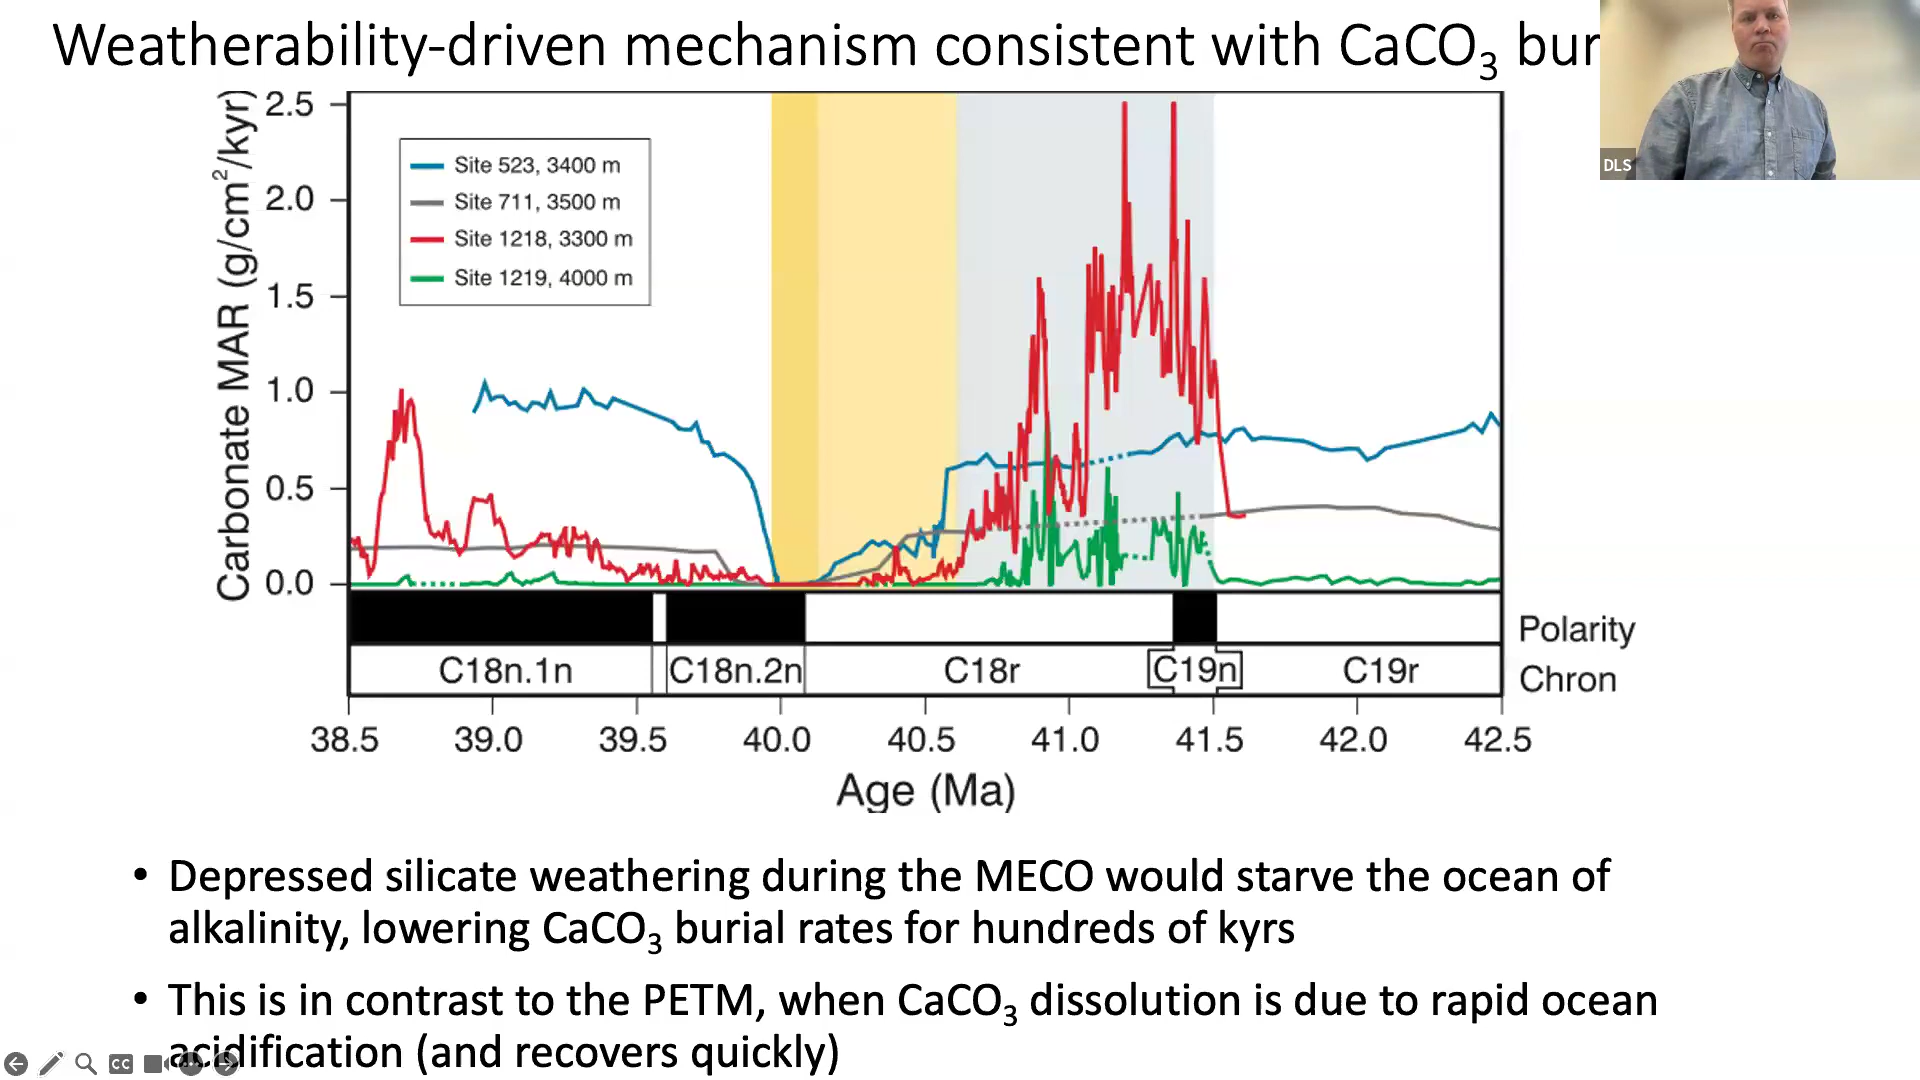 Weatherability-driven mechanism consistent with CaCO₃ bur
DLS
Carbonate MAR (g/cm²/kyr)
2.5
2.0
1.5
1.0
0.5
0.0
Site 523, 3400 m
Site 711, 3500 m
Site 1218, 3300 m
Site 1219, 4000 m
Polarity
C18n.1n C18n.2n C18r C19n C19r Chron
38.5 39.0 39.5 40.0 40.5 41.0 41.5 42.0 42.5
Age (Ma)
• Depressed silicate weathering during the MECO would starve the ocean of
alkalinity, lowering CaCO₃ burial rates for hundreds of kyrs
• This is in contrast to the PETM, when CaCO₃ dissolution is due to rapid ocean
acidification (and recovers quickly)
CC